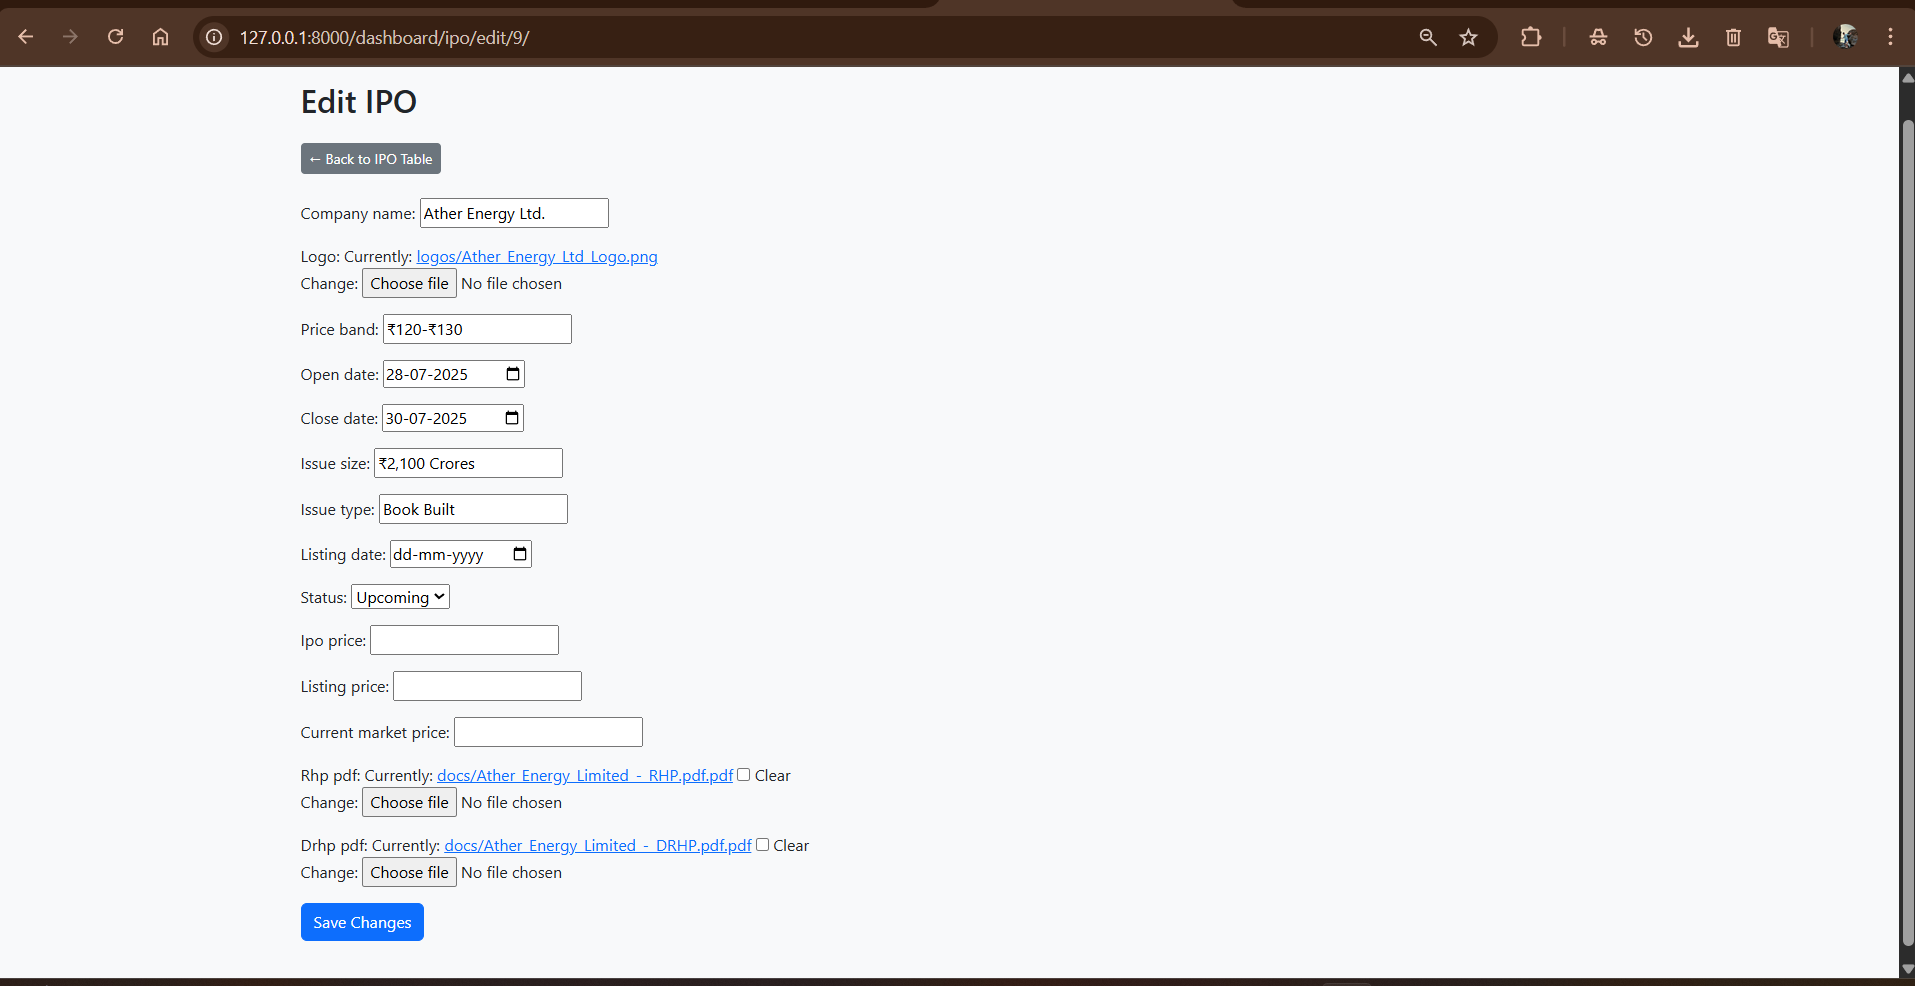 127.0.0.1:8000/dashboard/ipo/edit/9/
Edit IPO
← Back to IPO Table
Company name: Ather Energy Ltd.
Logo: Currently: logos/Ather_Energy_Ltd_Logo.png
Change: Choose file No file chosen
Price band: ₹120-₹130
Open date: 28-07-2025
Close date: 30-07-2025
Issue size: ₹2,100 Crores
Issue type: Book Built
Listing date: dd-mm-yyyy
Status: Upcoming
Ipo price:
Listing price:
Current market price:
Rhp pdf: Currently: docs/Ather_Energy_Limited_-_RHP.pdf.pdf Clear
Change: Choose file No file chosen
Drhp pdf: Currently: docs/Ather_Energy_Limited_-_DRHP.pdf.pdf Clear
Change: Choose file No file chosen
Save Changes